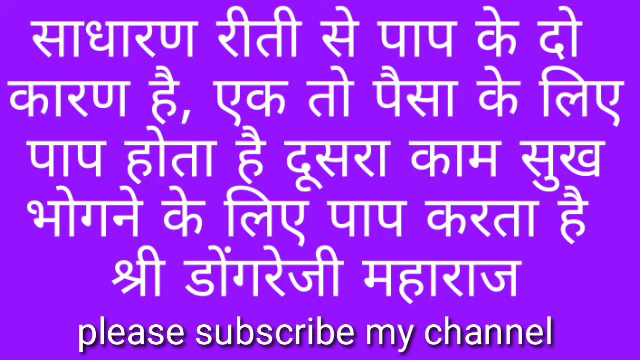 साधारण रीती से पाप के दो
कारण है, एक तो पैसा के लिए
पाप होता है दूसरा काम सुख
भोगने के लिए पाप करता है
श्री डोंगरेजी महाराज
please subscribe my channel